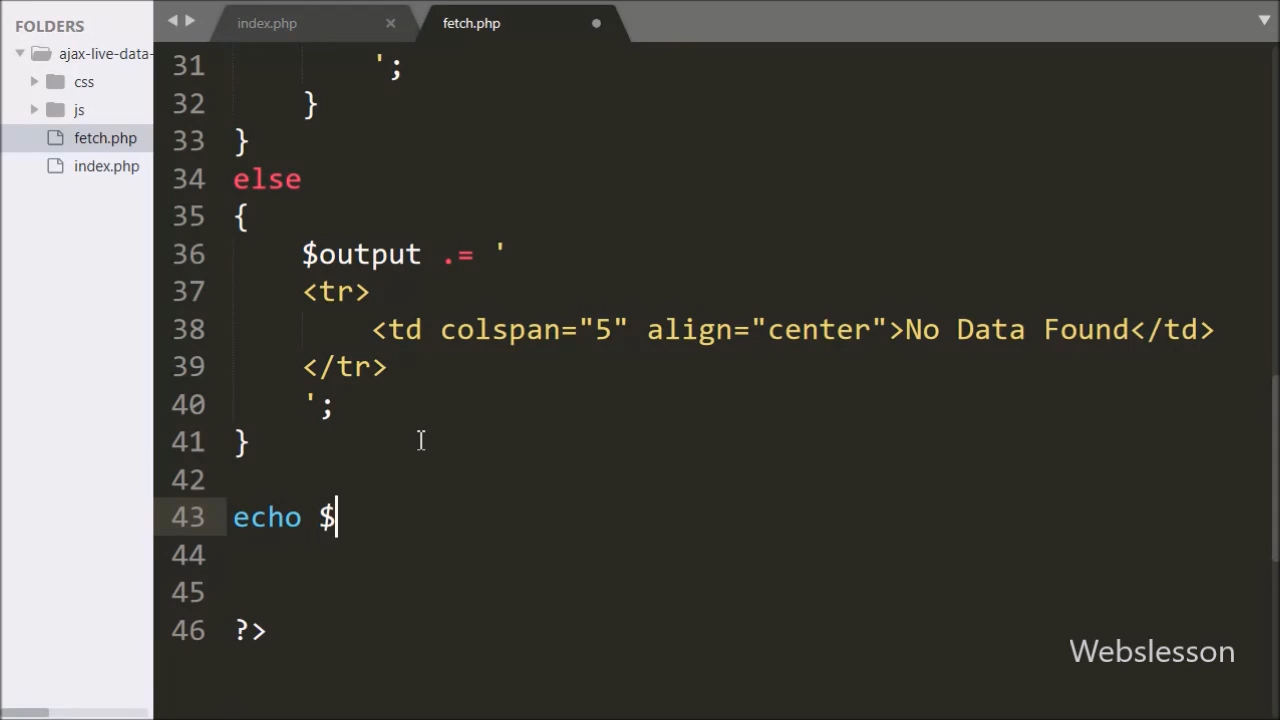 FOLDERS
ajax-live-data-
css
js
fetch.php
index.php
index.php ×
fetch.php
31 ';
32 }
33 }
34 else
35 {
36 $output .= '
37 <tr>
38 <td colspan="5" align="center">No Data Found</td>
39 </tr>
40 ';
41 }
42
43 echo $
44
45
46 ?>
Webslesson